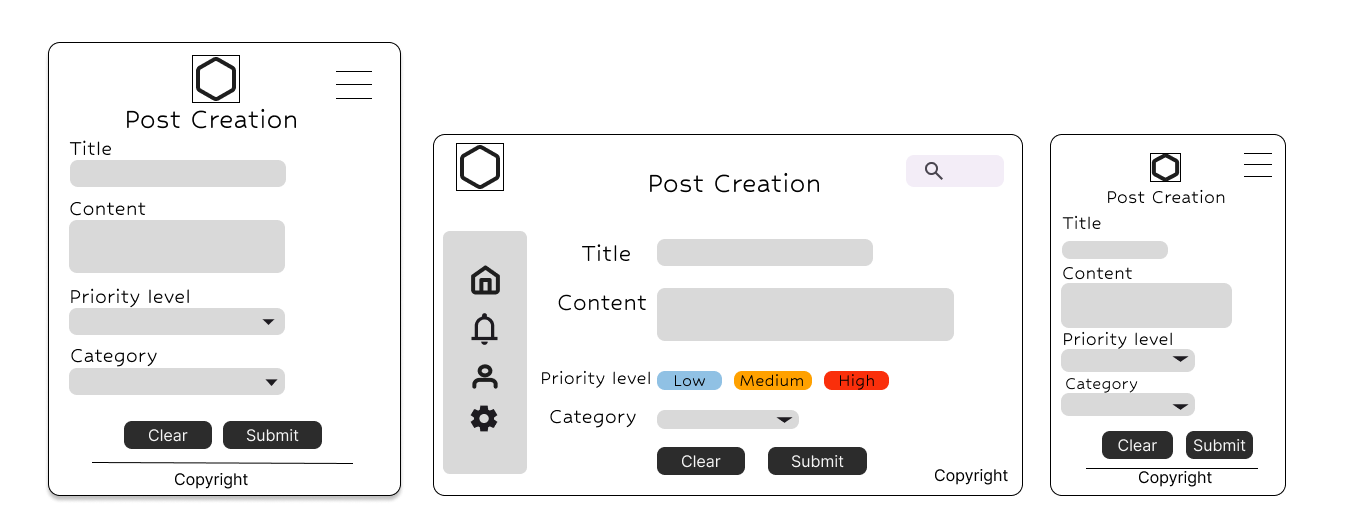 Post Creation
Title
Content
Priority level
Category
Clear
Submit
Copyright
Post Creation
Title
Content
Priority level
Low
Medium
High
Category
Clear
Submit
Copyright
Post Creation
Title
Content
Priority level
Category
Clear
Submit
Copyright